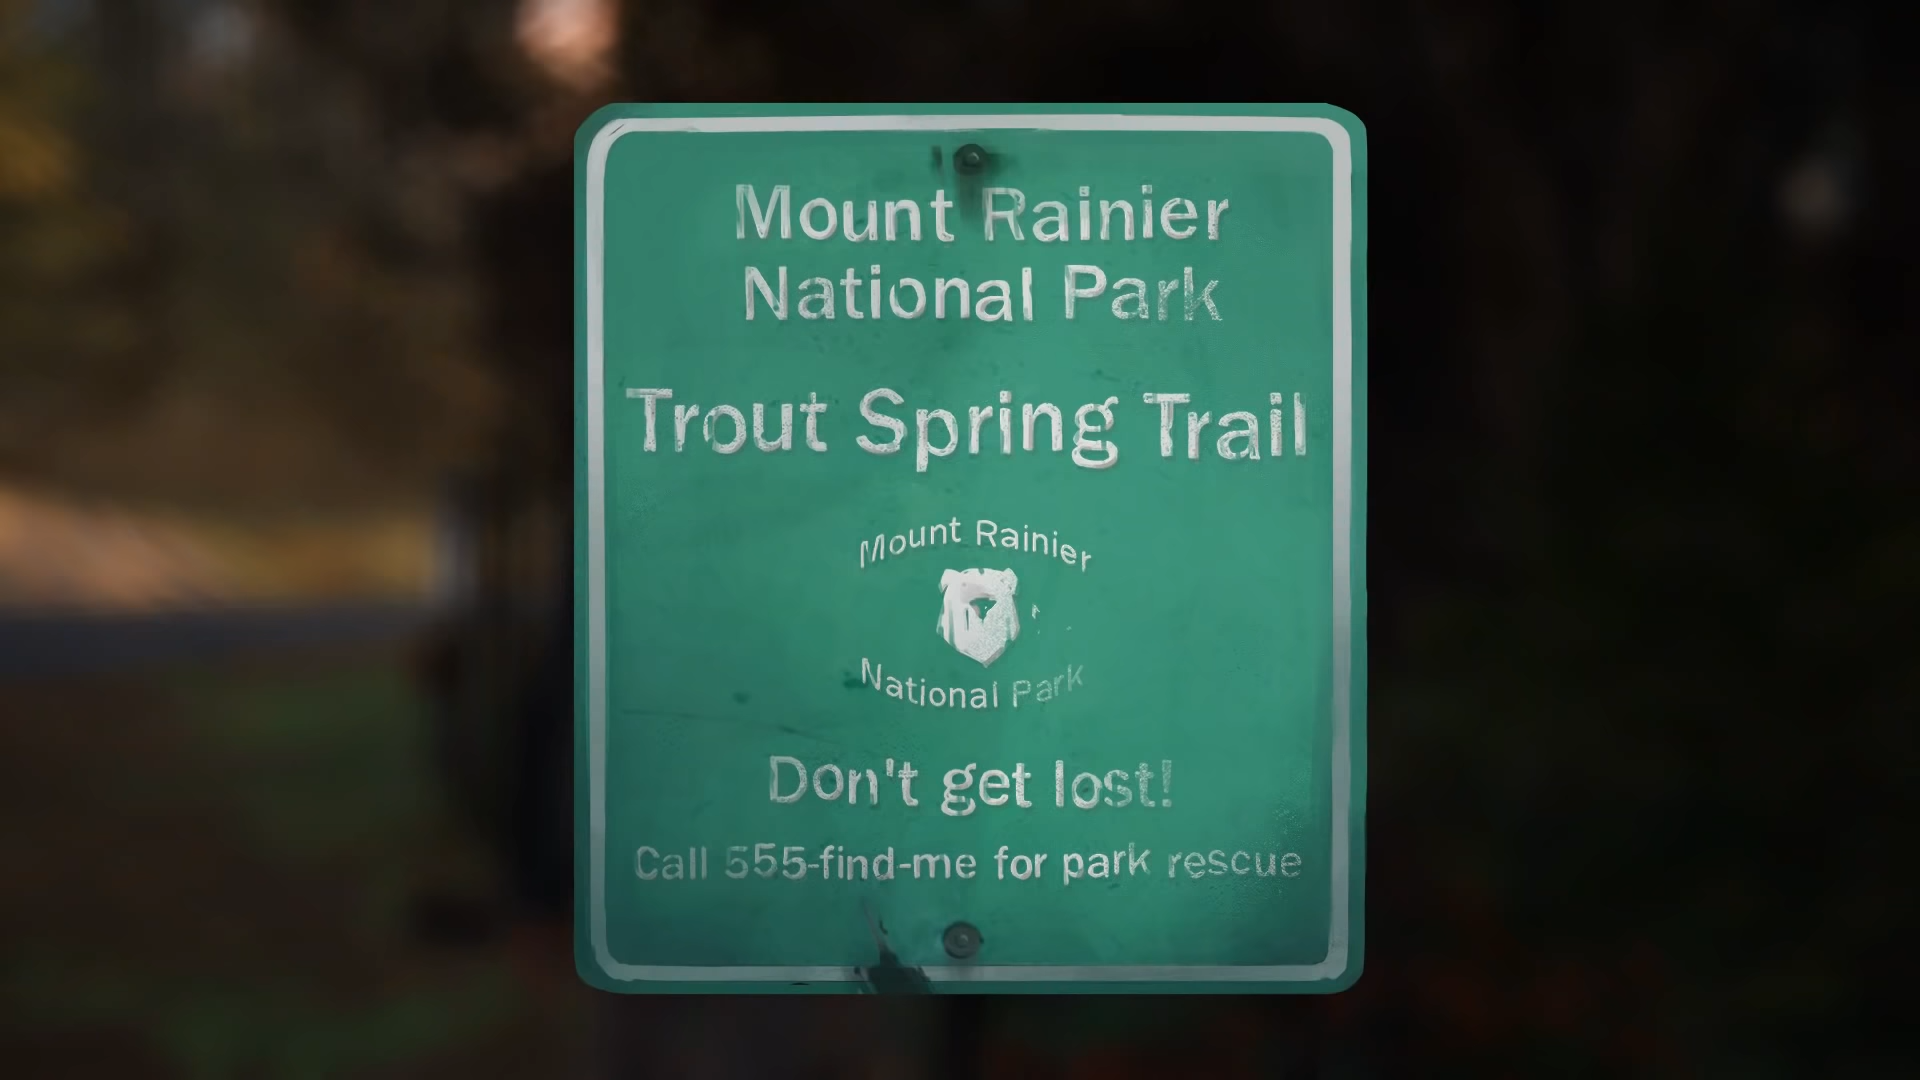 Mount Rainier
National Park
Trout Spring Trail
Mount Rainier
National Park
Don't get lost!
Call 555-find-me for park rescue